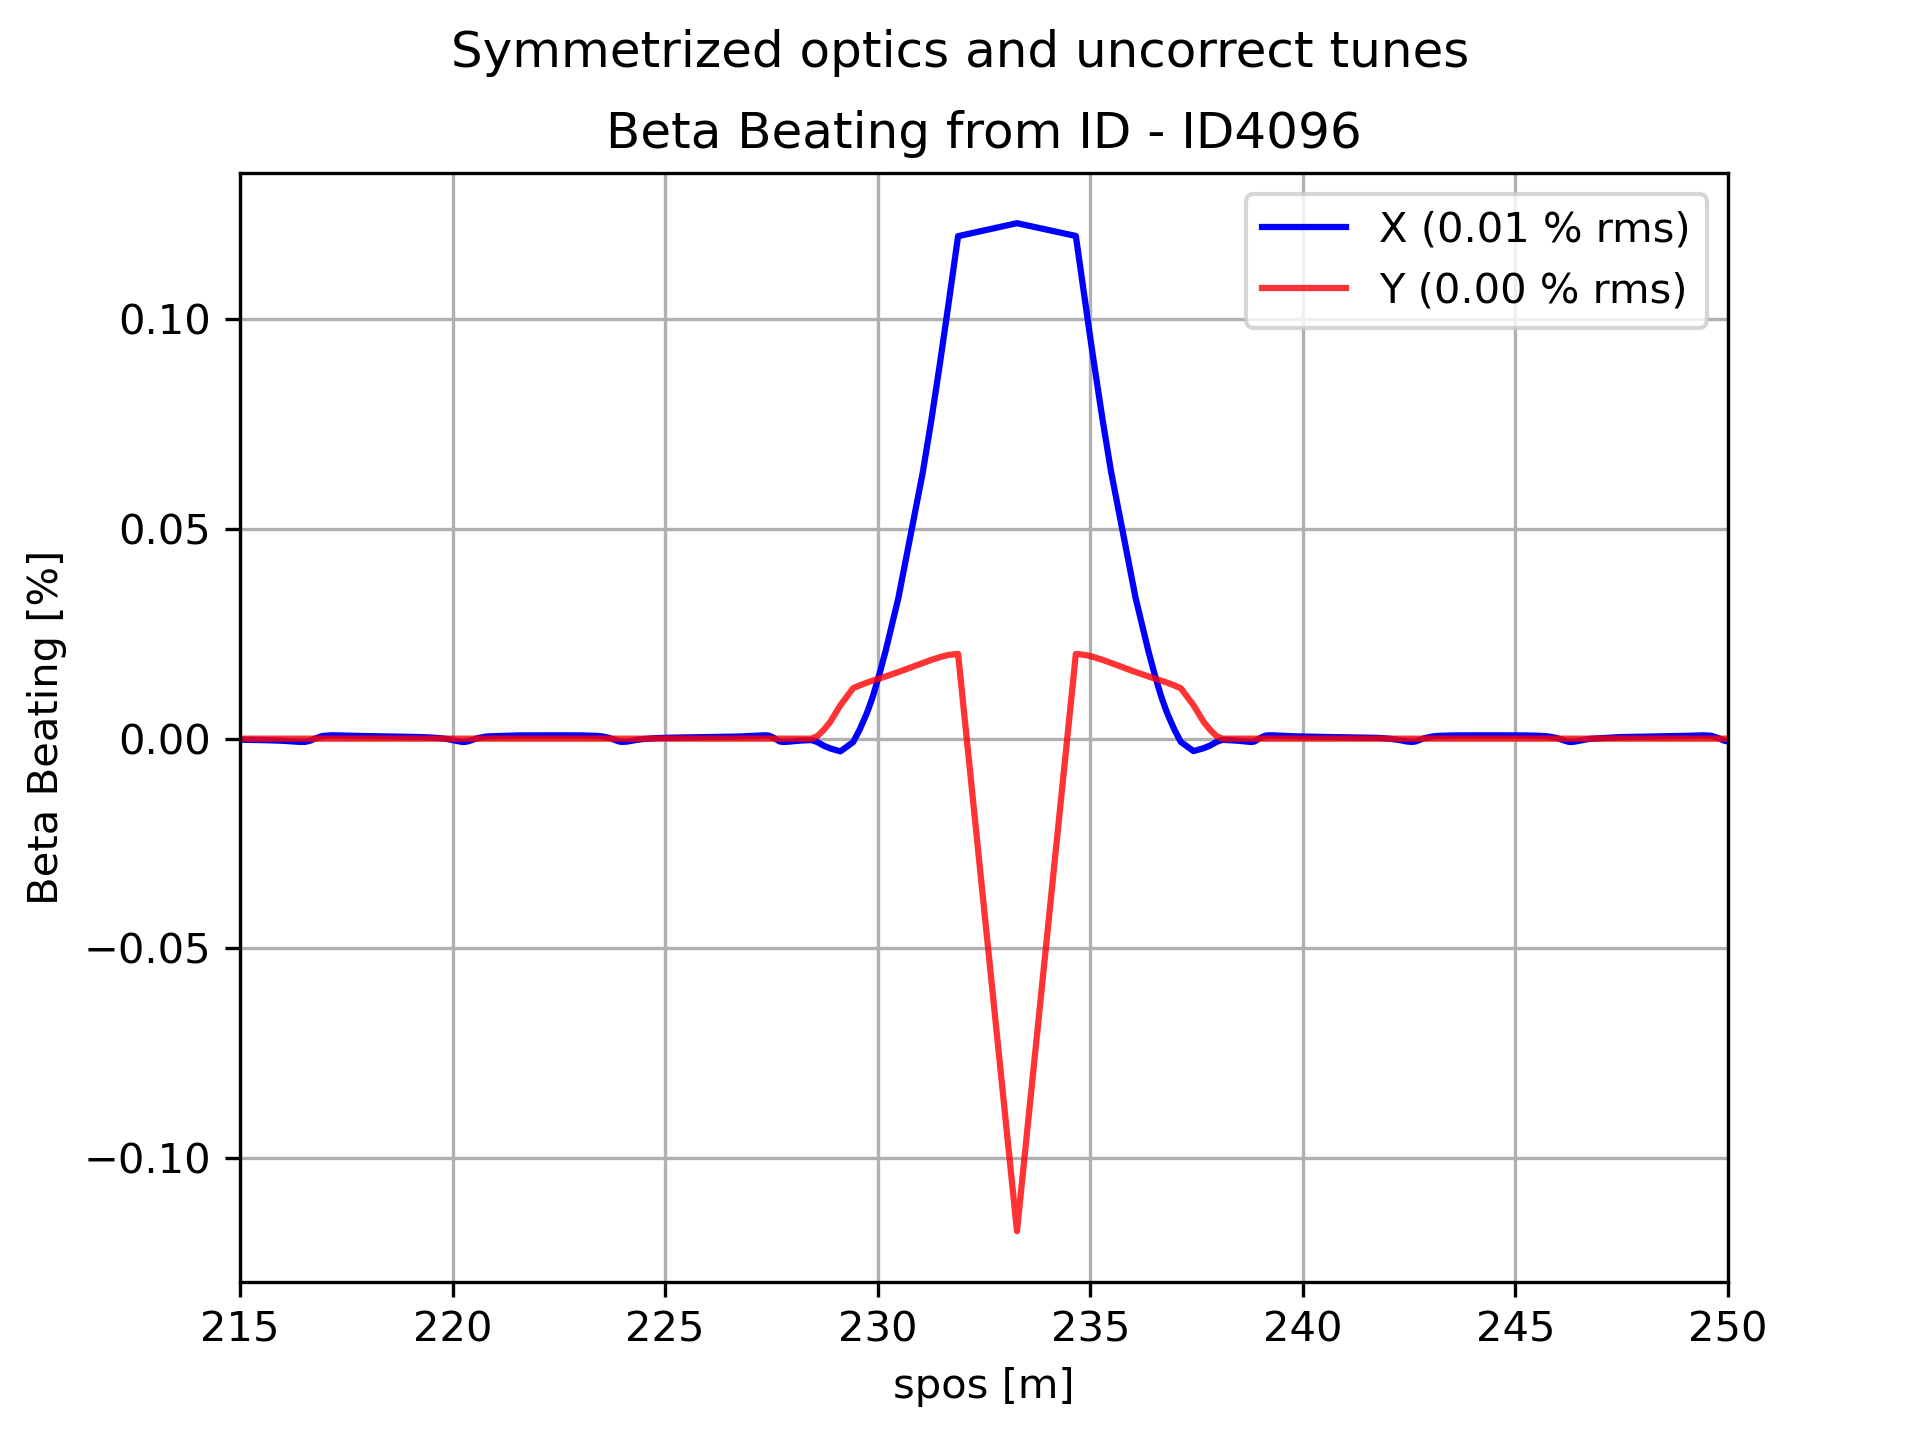 Symmetrized optics and uncorrect tunes
Beta Beating from ID - ID4096
X (0.01 % rms)
Y (0.00 % rms)
Beta Beating [%]
0.10
0.05
0.00
−0.05
−0.10
215 220 225 230 235 240 245 250
spos [m]